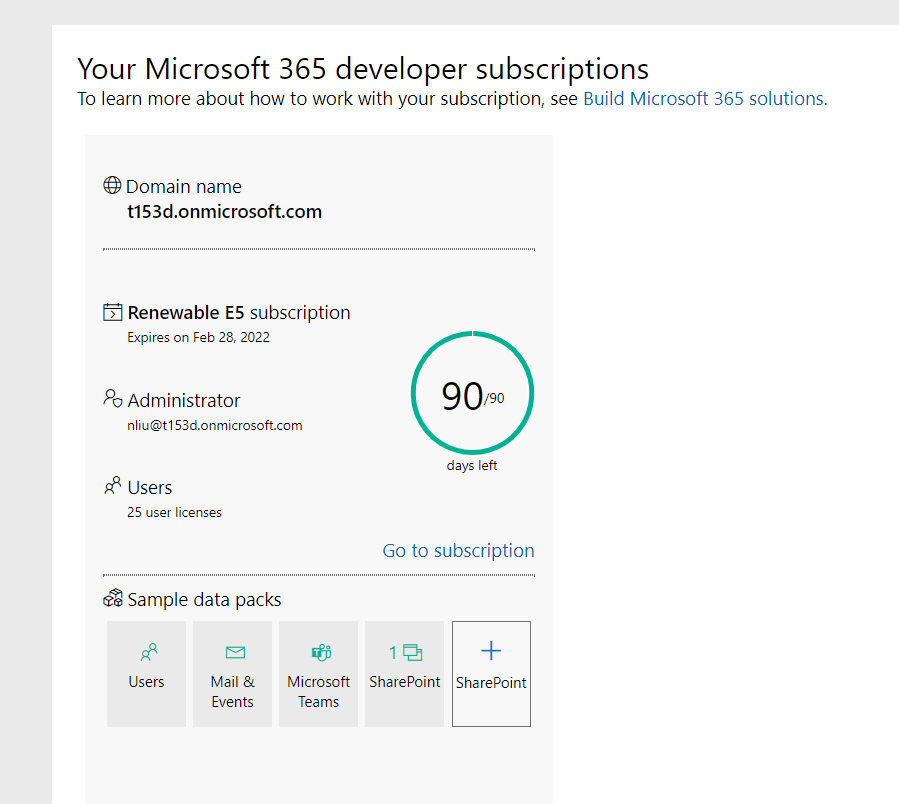 Your Microsoft 365 developer subscriptions
To learn more about how to work with your subscription, see Build Microsoft 365 solutions.
Domain name
t153d.onmicrosoft.com
Renewable E5 subscription
Expires on Feb 28, 2022
90/90
days left
Administrator
nliu@t153d.onmicrosoft.com
Users
25 user licenses
Go to subscription
Sample data packs
Users
Mail &
Events
Microsoft
Teams
1
SharePoint
SharePoint